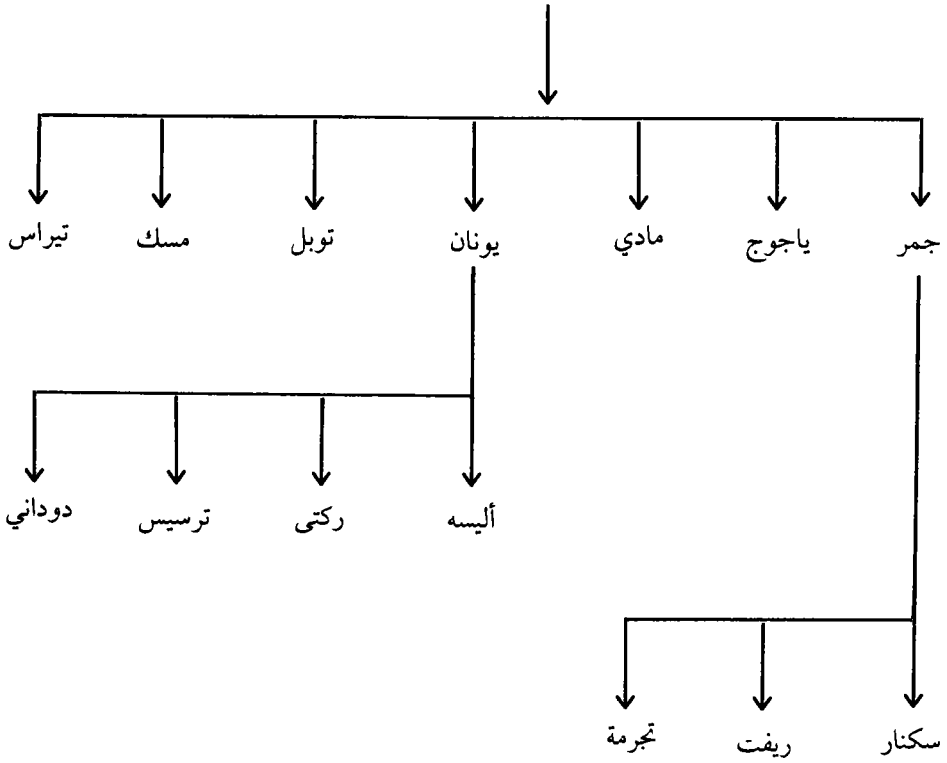 جمر ياجوج مادي يونان توبل مسك تيراس
أليسه ركتى ترسيس دوداني
سكنار ريفت تجرمة